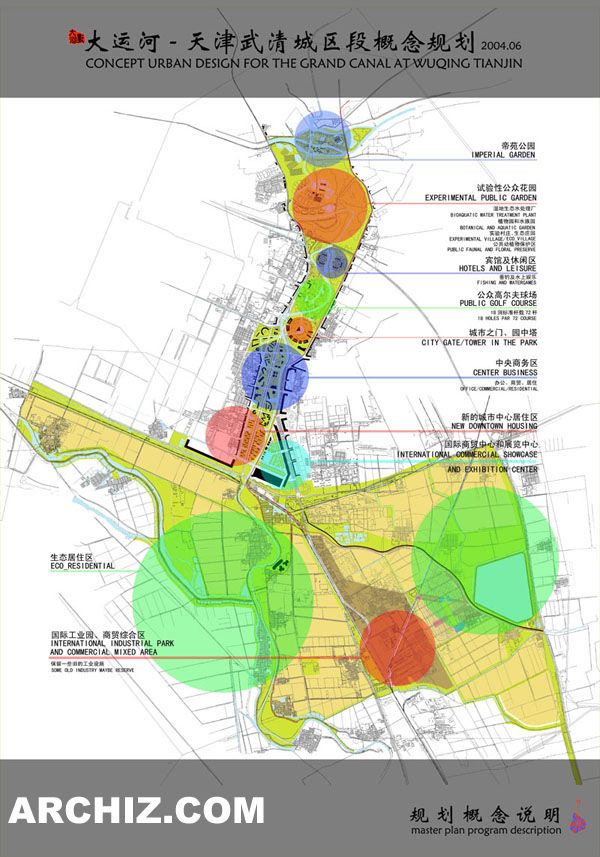 大运河-天津武清城区段概念规划 2004.06
CONCEPT URBAN DESIGN FOR THE GRAND CANAL AT WUQING TIANJIN
帝苑公园
IMPERIAL GARDEN
试验性公众花园
EXPERIMENTAL PUBLIC GARDEN
湿地生态水处理厂
BIOAQUATIC WATER TREATMENT PLANT
植物园和水族园
BOTANICAL AND AQUATIC GARDEN
实验村庄、生态庄园
EXPERIMENTAL VILLAGE/ECO VILLAGE
公共动植物保护区
PUBLIC FAUNAL AND FLORAL PRESERVE
宾馆及休闲区
HOTELS AND LEISURE
垂钓及水上娱乐
FISHING AND WATERGAMES
公众高尔夫球场
PUBLIC GOLF COURSE
18洞标准杆数72杆
18 HOLES PAR 72 COURSE
城市之门、园中塔
CITY GATE/TOWER IN THE PARK
中央商务区
CENTER BUSINESS
办公、商贸、居住
OFFICE/COMMERCIAL/RESIDENTIAL
新的城市中心居住区
NEW DOWNTOWN HOUSING
国际商贸中心和展览中心
INTERNATIONAL COMMERCIAL SHOWCASE
AND EXHIBITION CENTER
生态居住区
ECO_RESIDENTIAL
国际工业园、商贸综合区
INTERNATIONAL INDUSTRIAL PARK
AND COMMERCIAL MIXED AREA
保留一些旧的工业设施
SOME OLD INDUSTRY MAYBE RESERVE
ARCHIZ.COM
规划概念说明
master plan program description